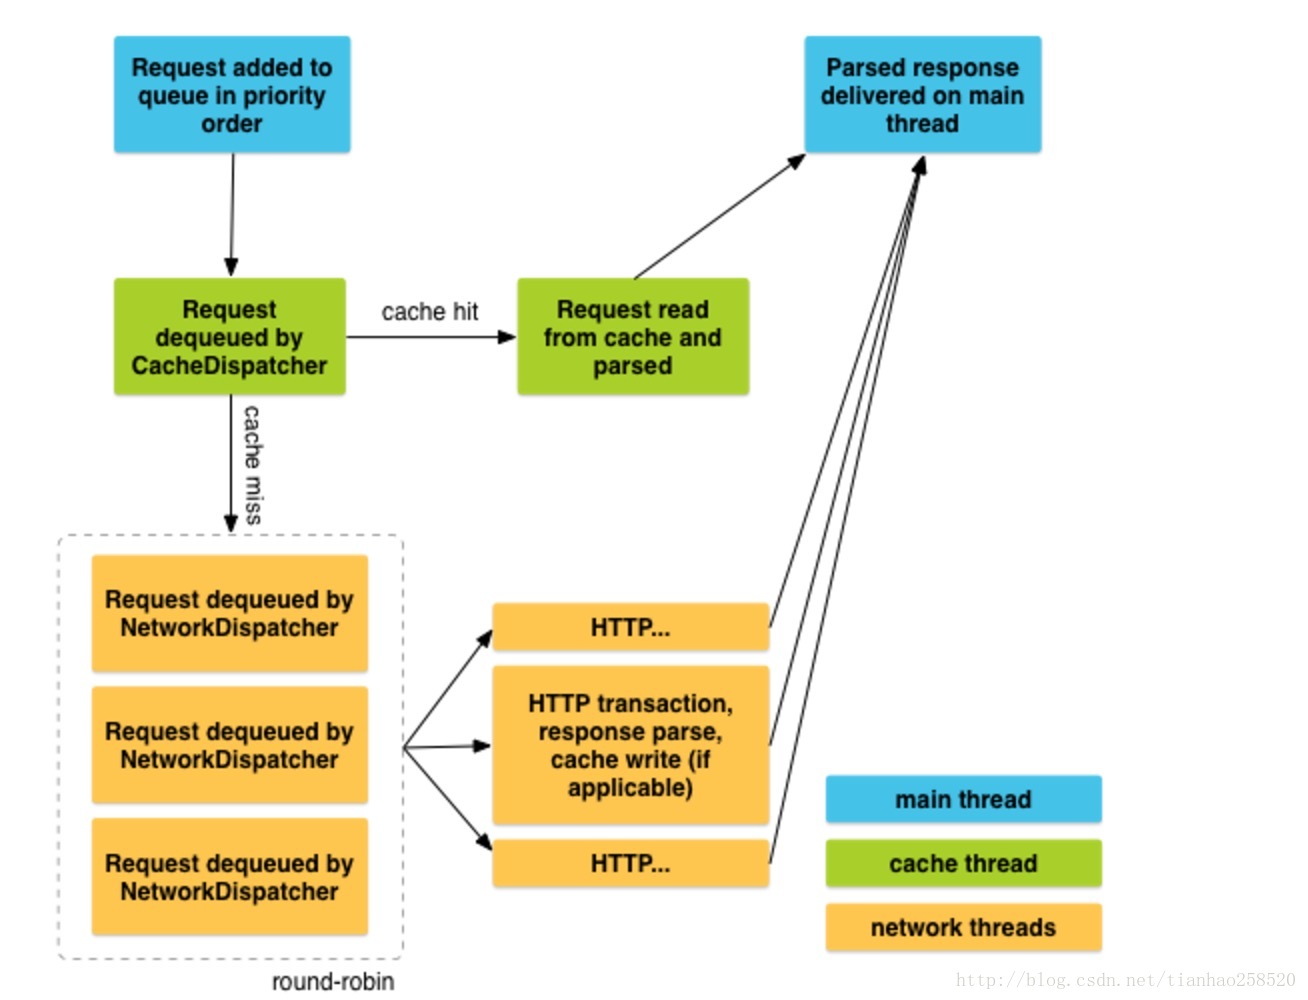 Request added to
queue in priority
order
Parsed response
delivered on main
thread
Request
dequeued by
CacheDispatcher
cache hit
Request read
from cache and
parsed
cache miss
Request dequeued by
NetworkDispatcher
Request dequeued by
NetworkDispatcher
Request dequeued by
NetworkDispatcher
round-robin
HTTP...
HTTP transaction,
response parse,
cache write (if
applicable)
HTTP...
main thread
cache thread
network threads
http://blog.csdn.net/tianhao258520